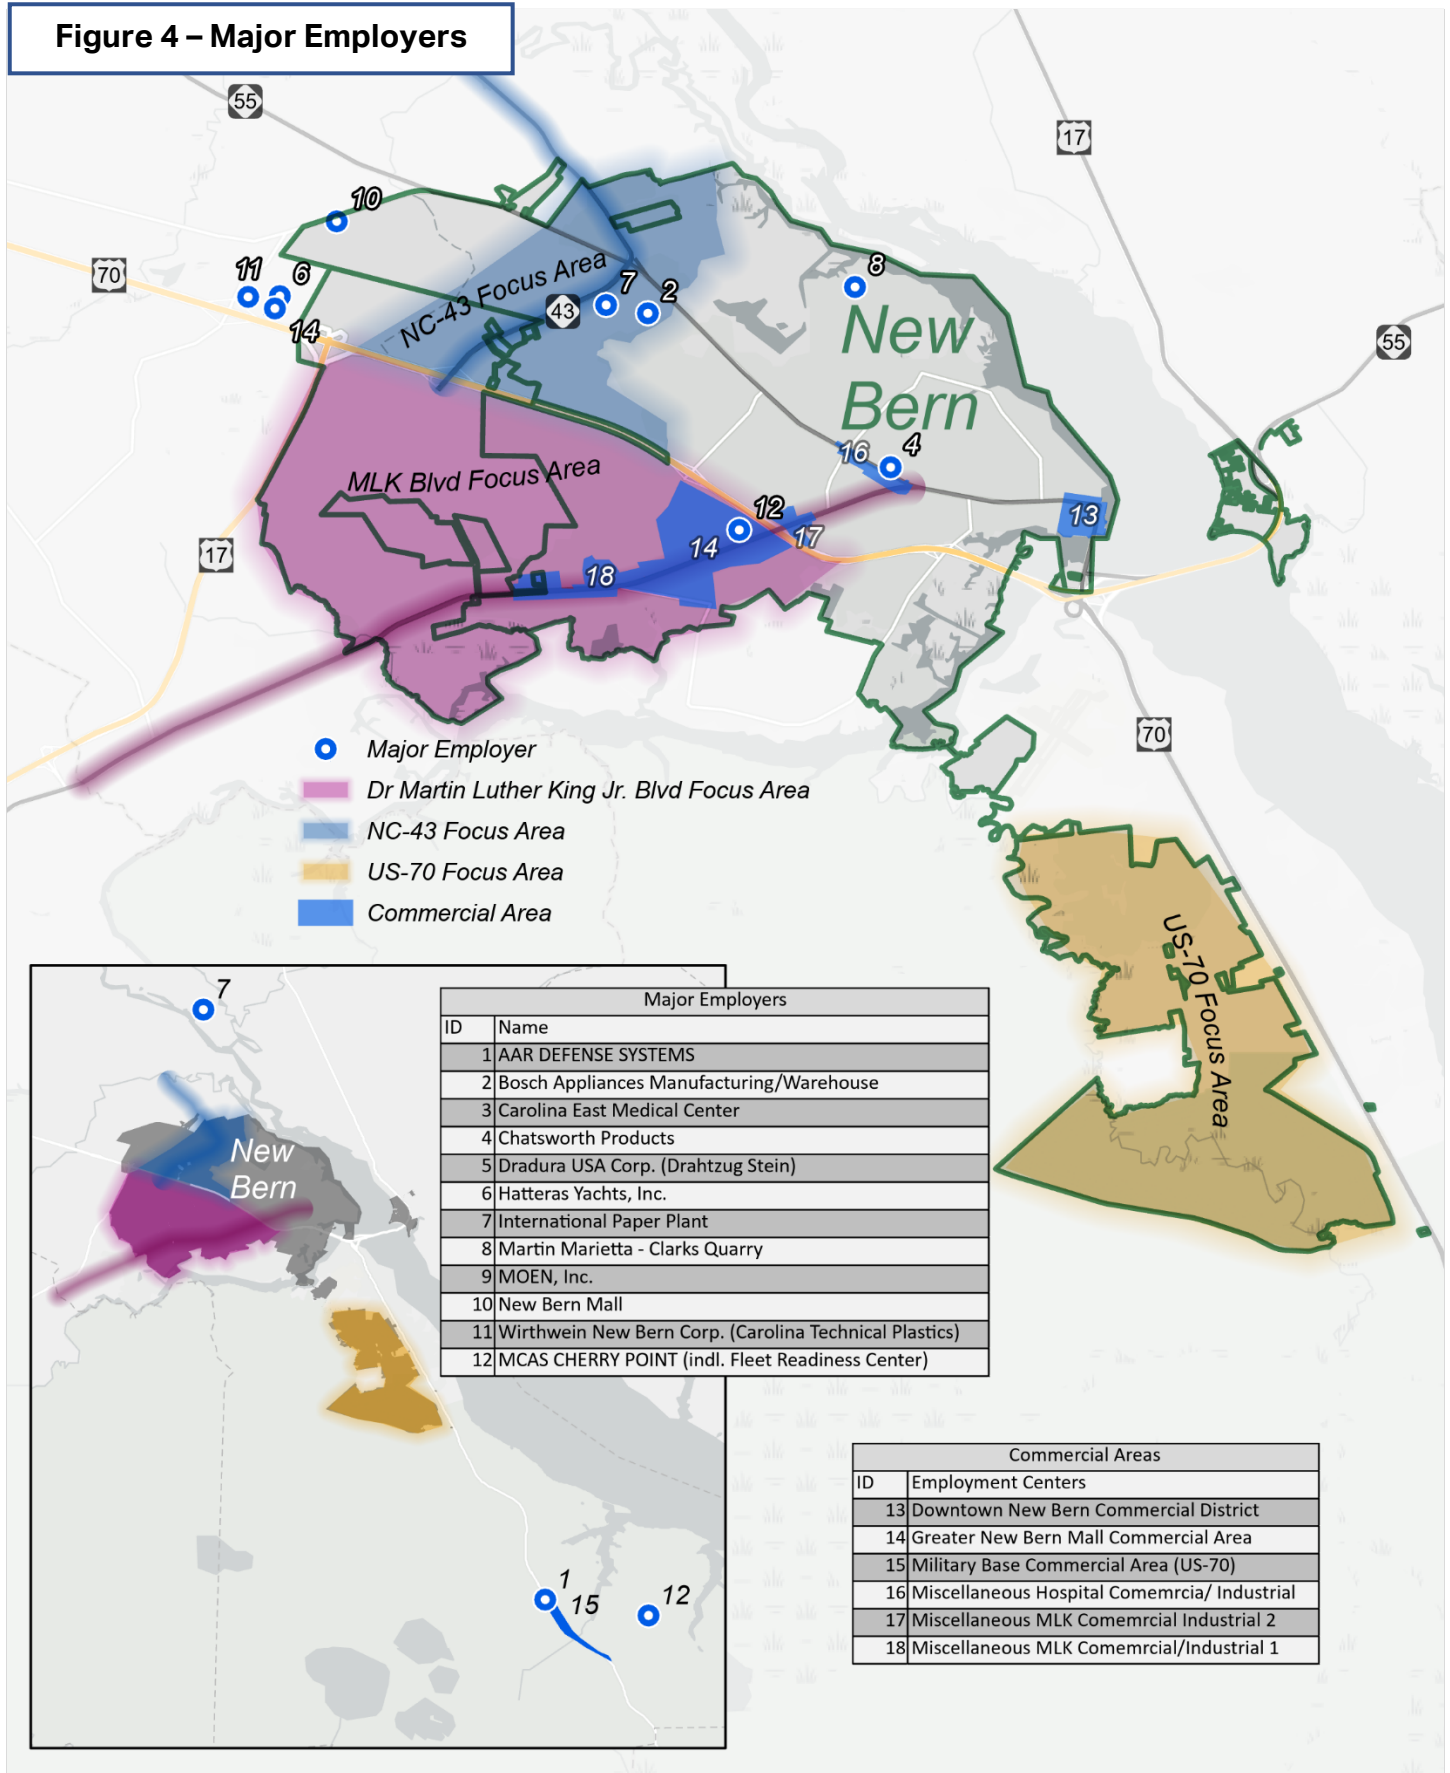 Figure 4 – Major Employers
55
17
10
70
11
6
14
NC-43 Focus Area
43
7
2
8
New
Bern
55
MLK Blvd Focus Area
16
4
12
13
14
17
18
17
70
Major Employer
Dr Martin Luther King Jr. Blvd Focus Area
NC-43 Focus Area
US-70 Focus Area
Commercial Area
US-70 Focus Area
7
New
Bern
1
15
12
Major Employers
ID Name
1 AAR DEFENSE SYSTEMS
2 Bosch Appliances Manufacturing/Warehouse
3 Carolina East Medical Center
4 Chatsworth Products
5 Dradura USA Corp. (Drahtzug Stein)
6 Hatteras Yachts, Inc.
7 International Paper Plant
8 Martin Marietta - Clarks Quarry
9 MOEN, Inc.
10 New Bern Mall
11 Wirthwein New Bern Corp. (Carolina Technical Plastics)
12 MCAS CHERRY POINT (indl. Fleet Readiness Center)
Commercial Areas
ID Employment Centers
13 Downtown New Bern Commercial District
14 Greater New Bern Mall Commercial Area
15 Military Base Commercial Area (US-70)
16 Miscellaneous Hospital Comemrcia/ Industrial
17 Miscellaneous MLK Comemrcial Industrial 2
18 Miscellaneous MLK Comemrcial/Industrial 1